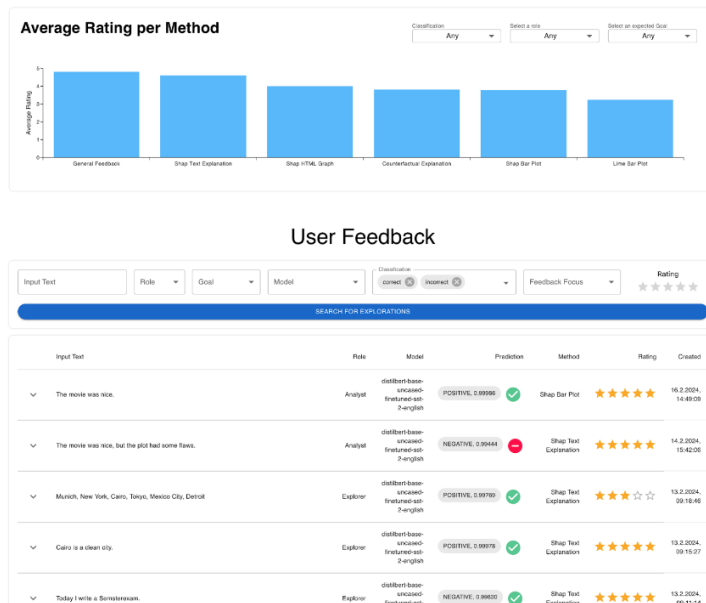 Average Rating per Method
Classification
Any
Select a role
Any
Select an expected Goal
Any
Average Rating
5
4
3
2
1
0
General Feedback
Shap Text Explanation
Shap HTML Graph
Counterfactual Explanation
Shap Bar Plot
Lime Bar Plot
User Feedback
Input Text
Role
Goal
Model
Classification
correct
incorrect
Feedback Focus
Rating
SEARCH FOR EXPLORATIONS
Input Text Role Model Prediction Method Rating Created
The movie was nice.
Analyst
distilbert-base-
uncased-
finetuned-sst-
2-english
POSITIVE, 0.99986
Shap Bar Plot
16.2.2024,
14:49:09
The movie was nice, but the plot had some flaws.
Analyst
distilbert-base-
uncased-
finetuned-sst-
2-english
NEGATIVE, 0.99444
Shap Text
Explanation
14.2.2024,
15:42:06
Munich, New York, Cairo, Tokyo, Mexico City, Detroit
Explorer
distilbert-base-
uncased-
finetuned-sst-
2-english
POSITIVE, 0.99769
Shap Text
Explanation
13.2.2024,
09:18:46
Cairo is a clean city.
Explorer
distilbert-base-
uncased-
finetuned-sst-
2-english
POSITIVE, 0.99978
Shap Text
Explanation
13.2.2024,
09:15:27
Today I write a Semsterexam.
Explorer
distilbert-base-
uncased-
finetuned-sst-
NEGATIVE, 0.98620
Shap Text
Explanation
13.2.2024,